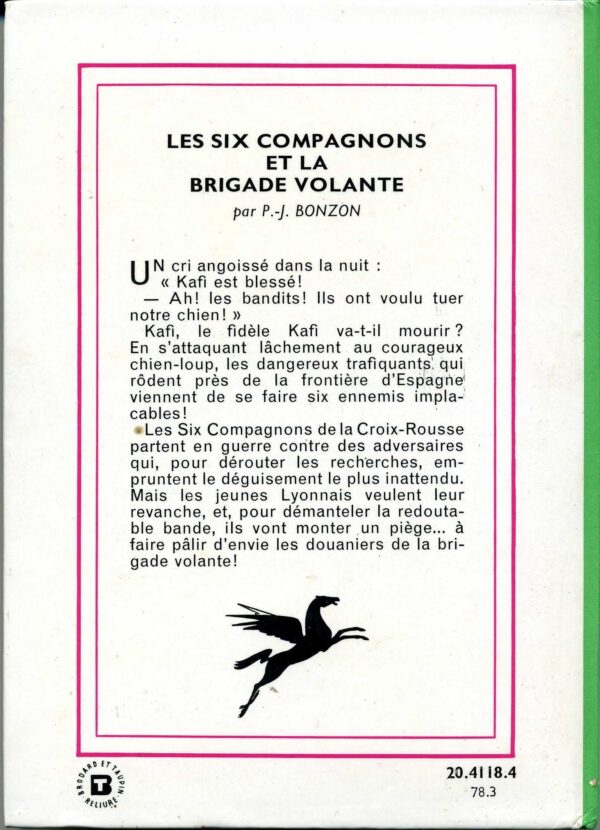 LES SIX COMPAGNONS
ET LA
BRIGADE VOLANTE
par P.-J. BONZON
UN cri angoissé dans la nuit :
« Kafi est blessé!
— Ah! les bandits! Ils ont voulu tuer
notre chien! »
Kafi, le fidèle Kafi va-t-il mourir?
En s'attaquant lâchement au courageux
chien-loup, les dangereux trafiquants qui
rôdent près de la frontière d'Espagne
viennent de se faire six ennemis impla-
cables!
Les Six Compagnons de la Croix-Rousse
partent en guerre contre des adversaires
qui, pour dérouter les recherches, em-
pruntent le déguisement le plus inattendu.
Mais les jeunes Lyonnais veulent leur
revanche, et, pour démanteler la redouta-
ble bande, ils vont monter un piège... à
faire pâlir d'envie les douaniers de la bri-
gade volante!
BRODARD ET TAUPIN
BT
RELIURE
20.4118.4
78.3